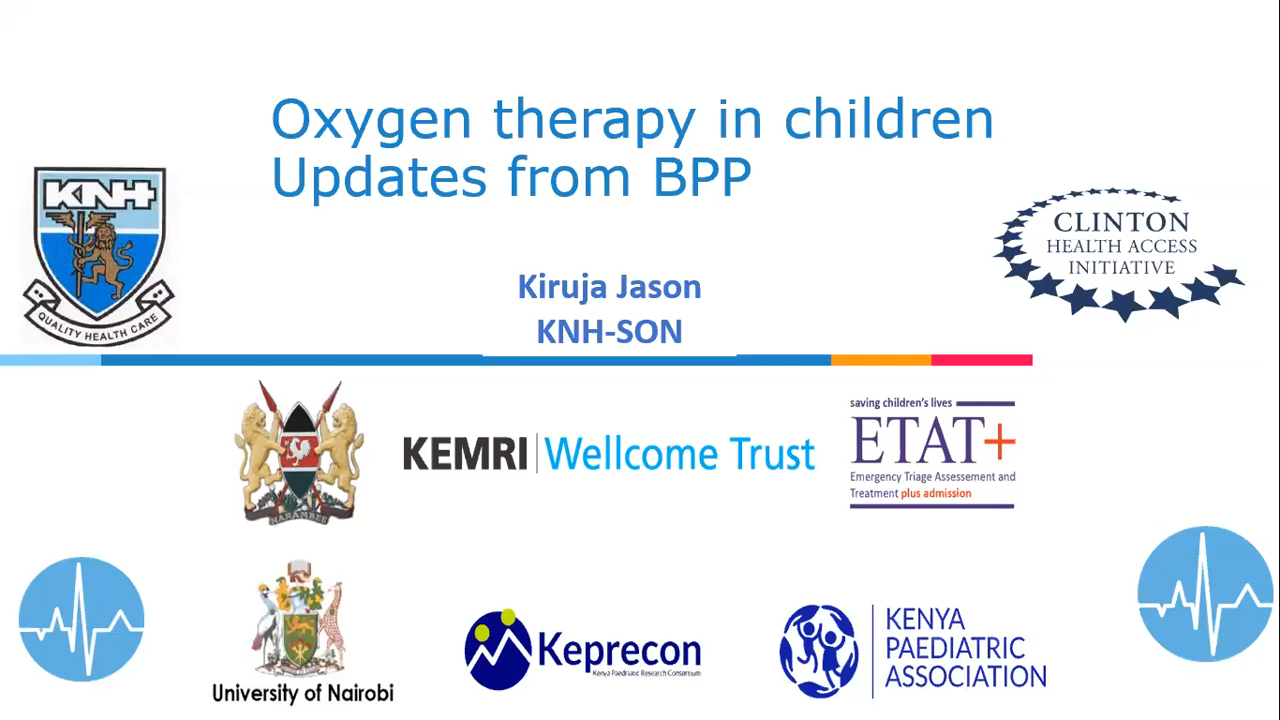 Oxygen therapy in children
Updates from BPP
KNH
QUALITY HEALTH CARE
CLINTON
HEALTH ACCESS
INITIATIVE
Kiruja Jason
KNH-SON
HARAMBEE
KEMRI Wellcome Trust
saving children's lives
ETAT+
Emergency Triage Assessement and
Treatment plus admission
University of Nairobi
Keprecon
Kenya Paediatric Research Consortium
KENYA
PAEDIATRIC
ASSOCIATION